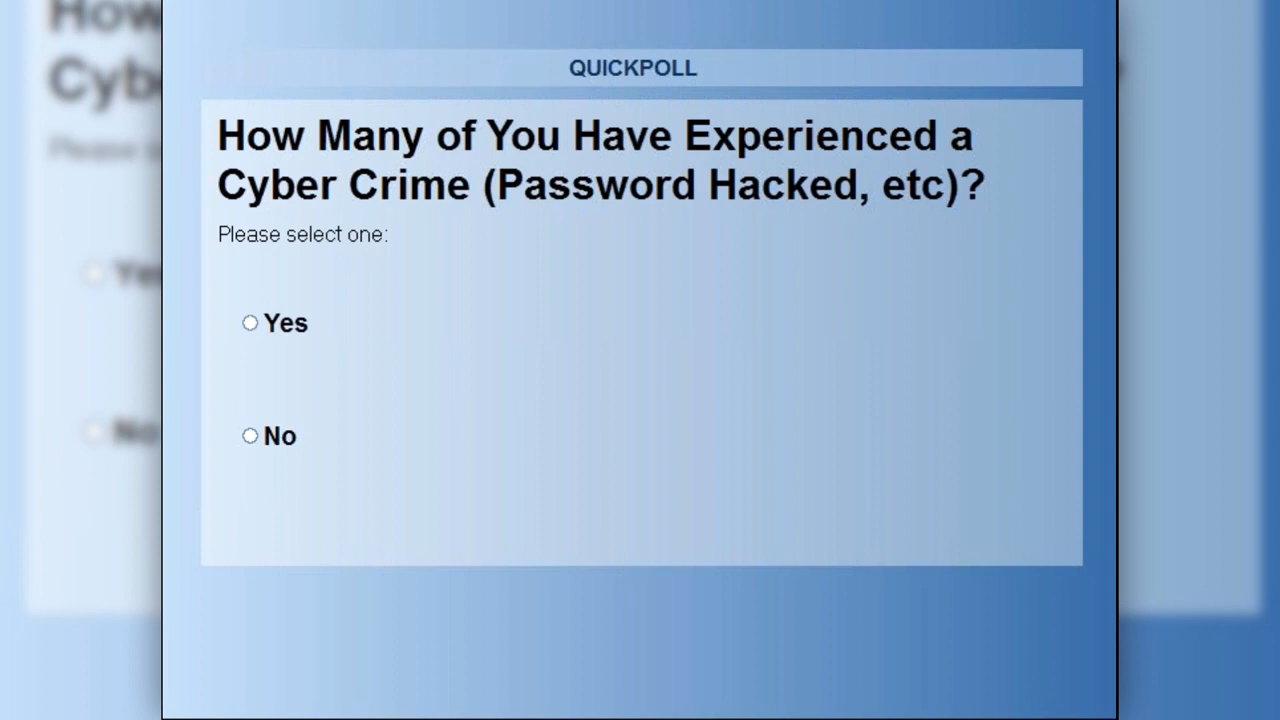 QUICKPOLL
How Many of You Have Experienced a
Cyber Crime (Password Hacked, etc)?
Please select one:
Yes
No